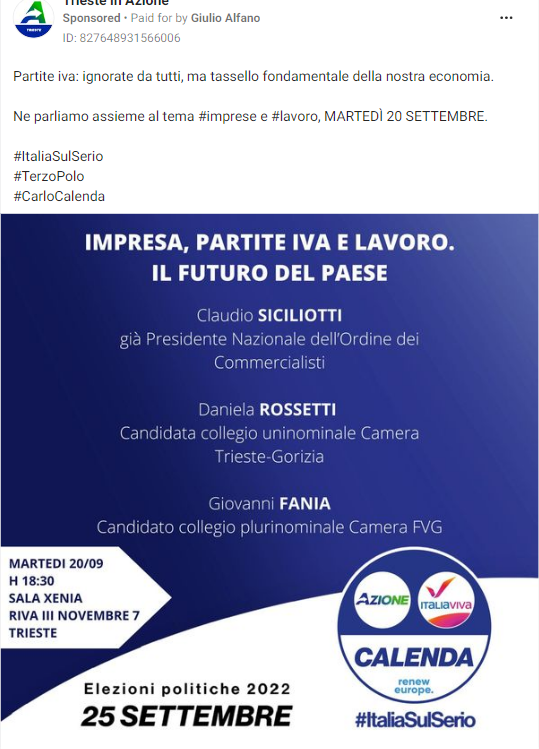 Trieste in Azione
Sponsored • Paid for by Giulio Alfano
ID: 827648931566006
Partite iva: ignorate da tutti, ma tassello fondamentale della nostra economia.
Ne parliamo assieme al tema #imprese e #lavoro, MARTEDÌ 20 SETTEMBRE.
#ItaliaSulSerio
#TerzoPolo
#CarloCalenda
IMPRESA, PARTITE IVA E LAVORO.
IL FUTURO DEL PAESE
Claudio SICILIOTTI
già Presidente Nazionale dell'Ordine dei
Commercialisti
Daniela ROSSETTI
Candidata collegio uninominale Camera
Trieste-Gorizia
Giovanni FANIA
Candidato collegio plurinominale Camera FVG
MARTEDI 20/09
H 18:30
SALA XENIA
RIVA III NOVEMBRE 7
TRIESTE
AZIONE
ITALIAVIVA
CALENDA
renew
europe.
Elezioni politiche 2022
25 SETTEMBRE
#ItaliaSulSerio
TRIESTE